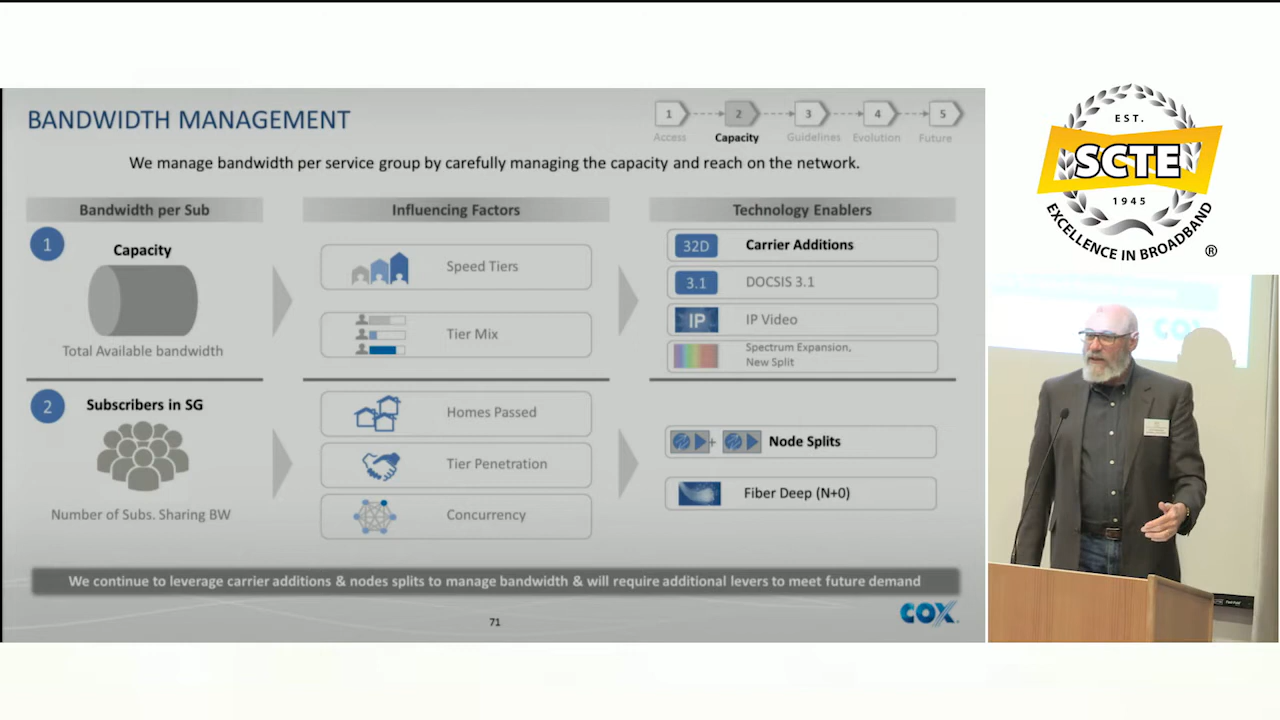 BANDWIDTH MANAGEMENT
1
2
3
4
5
Access
Capacity
Guidelines
Evolution
Future
We manage bandwidth per service group by carefully managing the capacity and reach on the network.
Bandwidth per Sub
Influencing Factors
Technology Enablers
1
Capacity
Total Available bandwidth
Speed Tiers
Tier Mix
32D
Carrier Additions
3.1
DOCSIS 3.1
IP
IP Video
Spectrum Expansion,
New Split
2
Subscribers in SG
Number of Subs. Sharing BW
Homes Passed
Tier Penetration
Concurrency
+
Node Splits
Fiber Deep (N+0)
We continue to leverage carrier additions & nodes splits to manage bandwidth & will require additional levers to meet future demand
71
COX
EST.
SCTE
1945
EXCELLENCE IN BROADBAND
®
COX